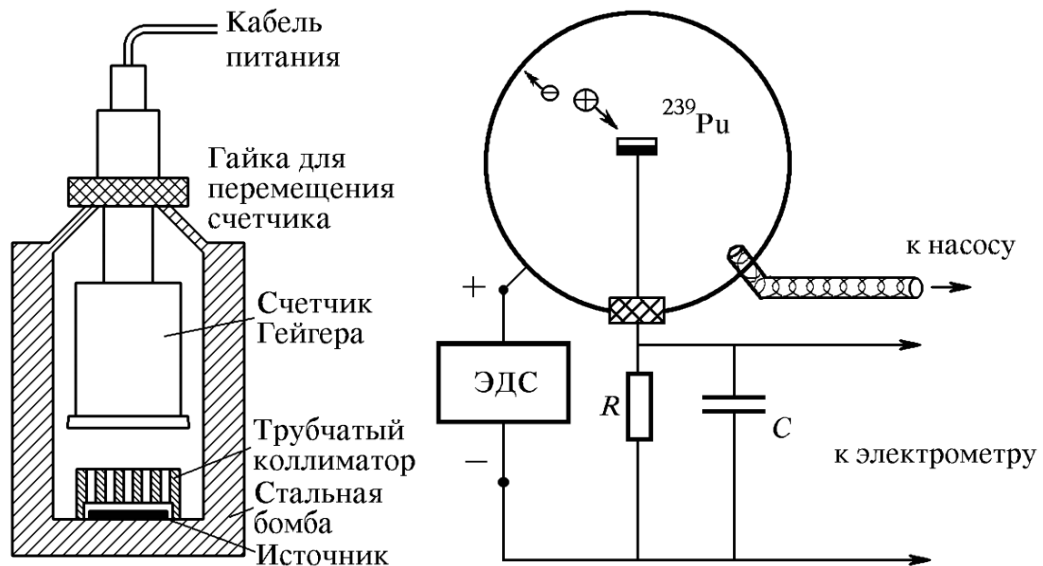 Кабель
питания
Гайка для
перемещения
счетчика
Счетчик
Гейгера
Трубчатый
коллиматор
Стальная
бомба
Источник
⊖
⊕
²³⁹Pu
к насосу
+
ЭДС
−
R
C
к электрометру